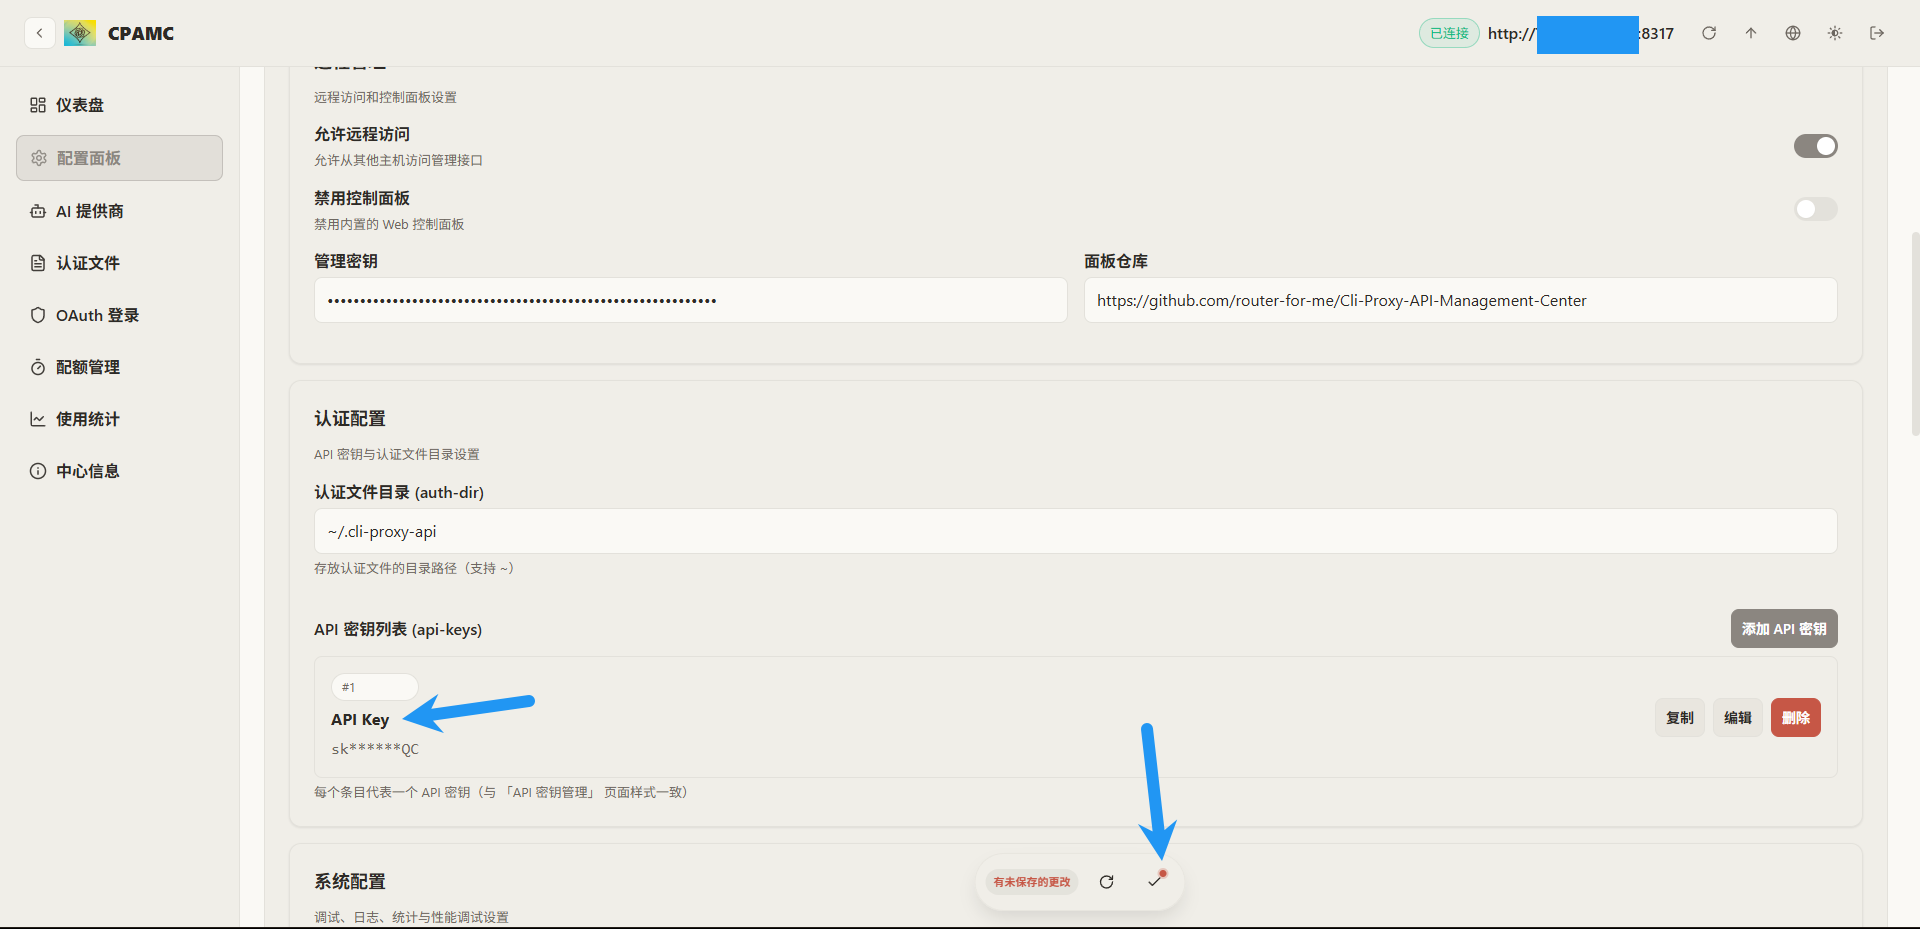 CPAMC
已连接
http://
:8317
仪表盘
配置面板
AI 提供商
认证文件
OAuth 登录
配额管理
使用统计
中心信息
远程访问和控制面板设置
允许远程访问
允许从其他主机访问管理接口
禁用控制面板
禁用内置的 Web 控制面板
管理密钥
面板仓库
https://github.com/router-for-me/Cli-Proxy-API-Management-Center
认证配置
API 密钥与认证文件目录设置
认证文件目录 (auth-dir)
~/.cli-proxy-api
存放认证文件的目录路径（支持 ~）
API 密钥列表 (api-keys)
添加 API 密钥
#1
API Key
sk******QC
复制
编辑
删除
每个条目代表一个 API 密钥（与 「API 密钥管理」 页面样式一致）
系统配置
有未保存的更改
调试、日志、统计与性能调试设置